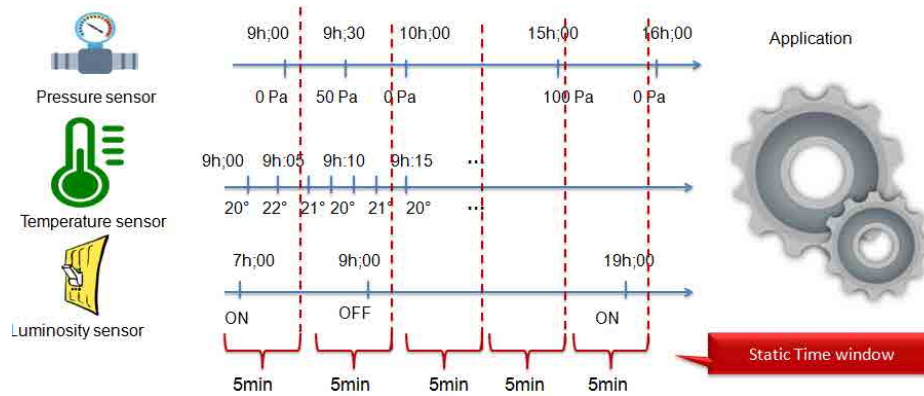 9h;00 9h;30 10h;00 15h;00 16h;00 Application
Pressure sensor 0 Pa 50 Pa 0 Pa 100 Pa 0 Pa
9h;00 9h:05 9h:10 9h:15 ...
20° 22° 21° 20° 21° 20° ...
Temperature sensor
7h;00 9h;00 19h;00
ON OFF ON
Luminosity sensor
Static Time window
5min 5min 5min 5min 5min